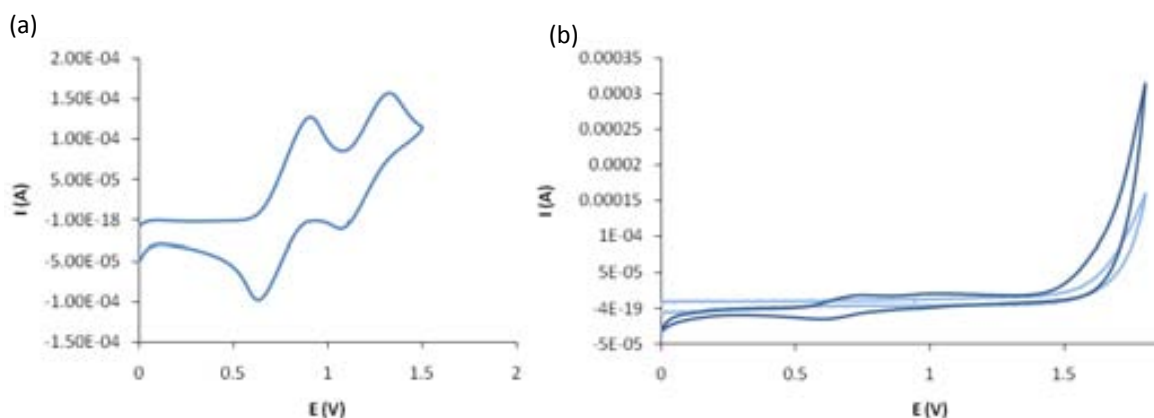 (a)
2.00E-04
1.50E-04
1.00E-04
5.00E-05
-1.00E-18
-5.00E-05
-1.00E-04
-1.50E-04
I (A)
0
0.5
1
1.5
2
E (V)
(b)
0.00035
0.0003
0.00025
0.0002
0.00015
1E-04
5E-05
-4E-19
-5E-05
I (A)
0
0.5
1
1.5
E (V)